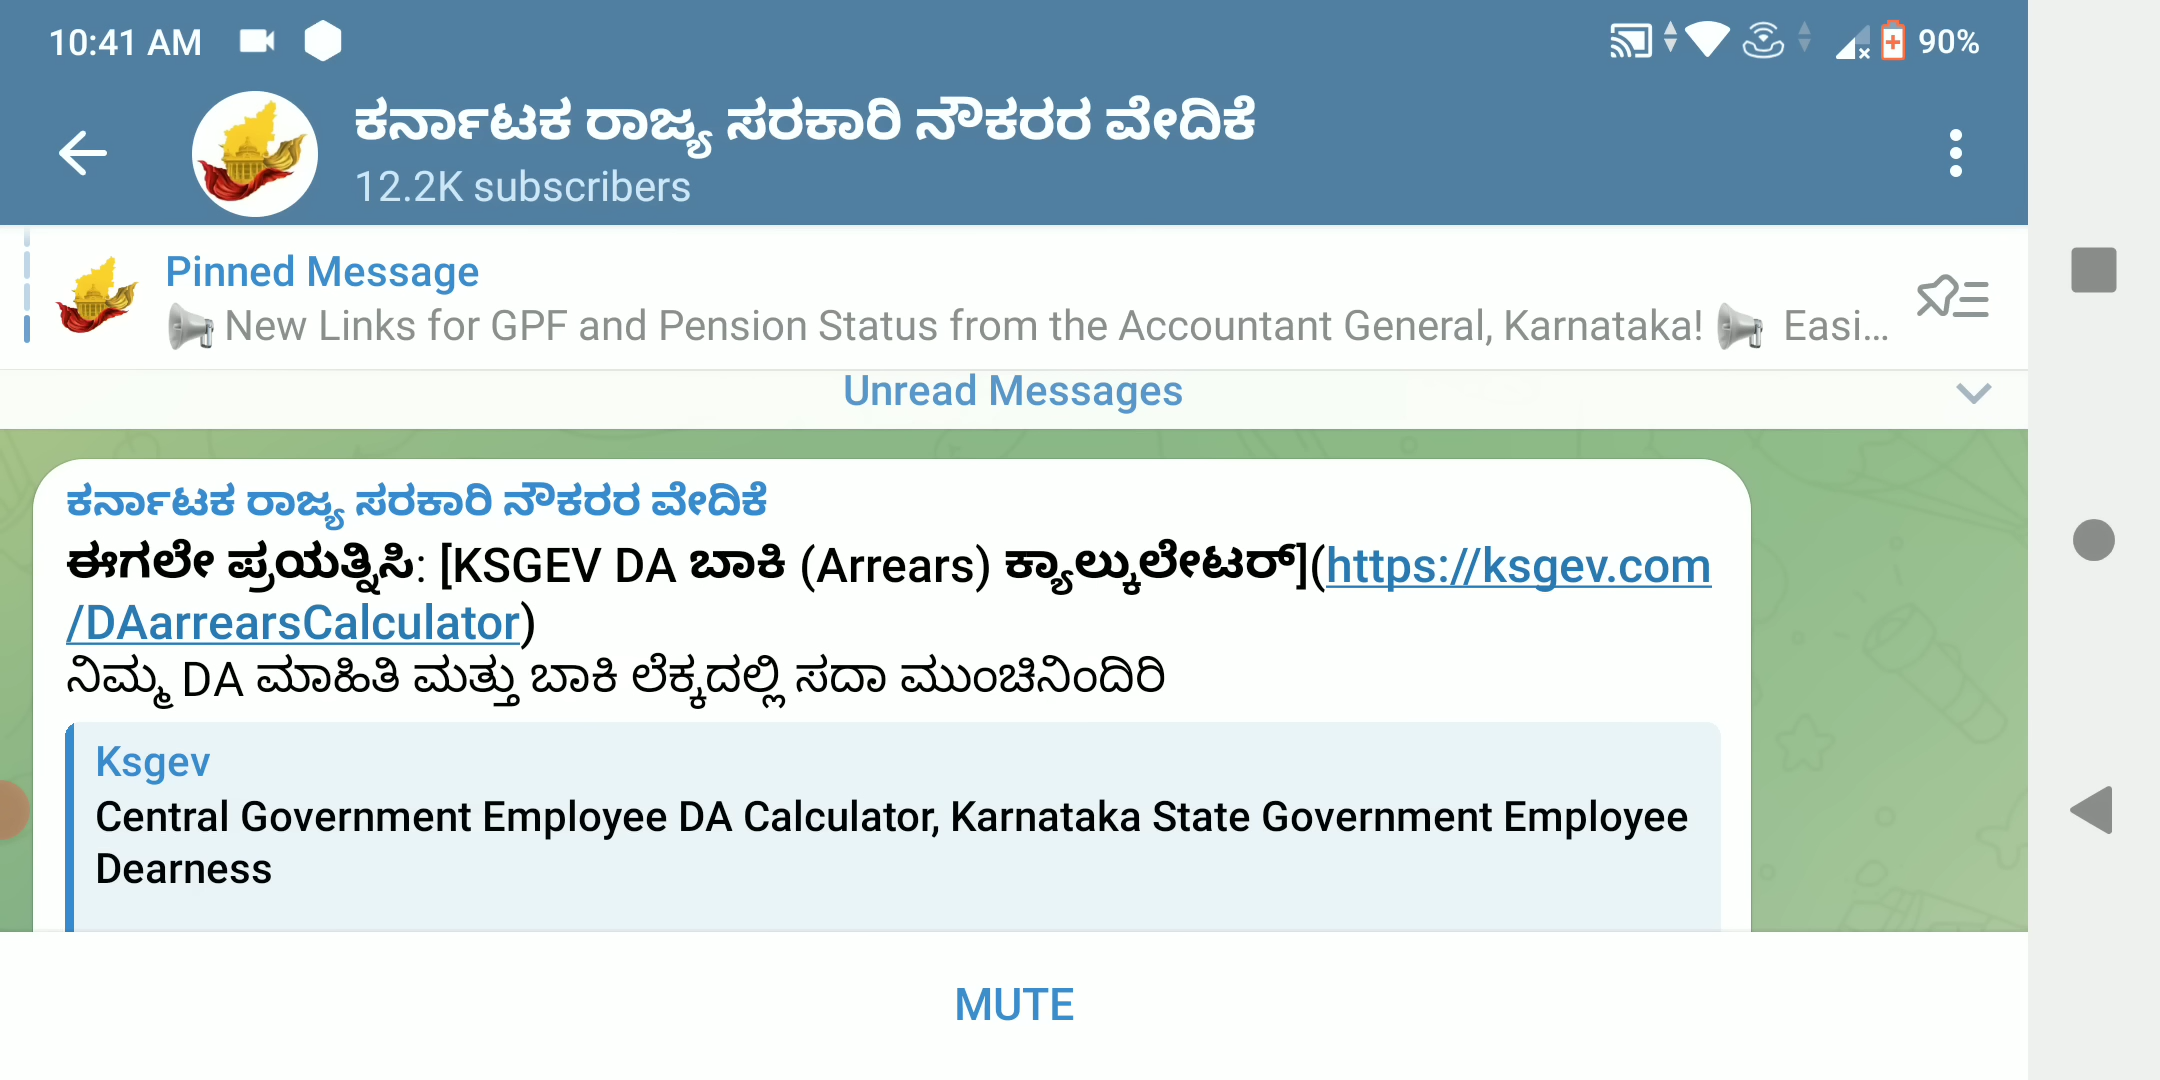 10:41 AM
90%
ಕರ್ನಾಟಕ ರಾಜ್ಯ ಸರಕಾರಿ ನೌಕರರ ವೇದಿಕೆ
12.2K subscribers
Pinned Message
📢 New Links for GPF and Pension Status from the Accountant General, Karnataka! 📢 Easi...
Unread Messages
ಕರ್ನಾಟಕ ರಾಜ್ಯ ಸರಕಾರಿ ನೌಕರರ ವೇದಿಕೆ
ಈಗಲೇ ಪ್ರಯತ್ನಿಸಿ: [KSGEV DA ಬಾಕಿ (Arrears) ಕ್ಯಾಲ್ಕುಲೇಟರ್](https://ksgev.com
/DAarrearsCalculator)
ನಿಮ್ಮ DA ಮಾಹಿತಿ ಮತ್ತು ಬಾಕಿ ಲೆಕ್ಕದಲ್ಲಿ ಸದಾ ಮುಂಚಿನಿಂದಿರಿ
Ksgev
Central Government Employee DA Calculator, Karnataka State Government Employee
Dearness
MUTE